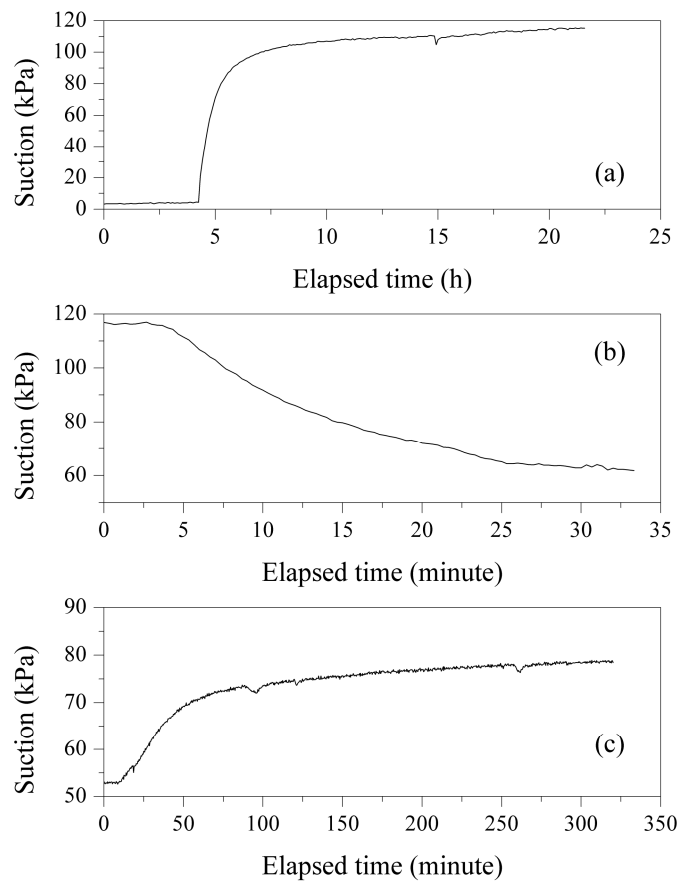 120
100
80
60
40
20
0
Suction (kPa)
(a)
0 5 10 15 20 25
Elapsed time (h)
120
100
80
60
Suction (kPa)
(b)
0 5 10 15 20 25 30 35
Elapsed time (minute)
90
80
70
60
50
Suction (kPa)
(c)
0 50 100 150 200 250 300 350
Elapsed time (minute)